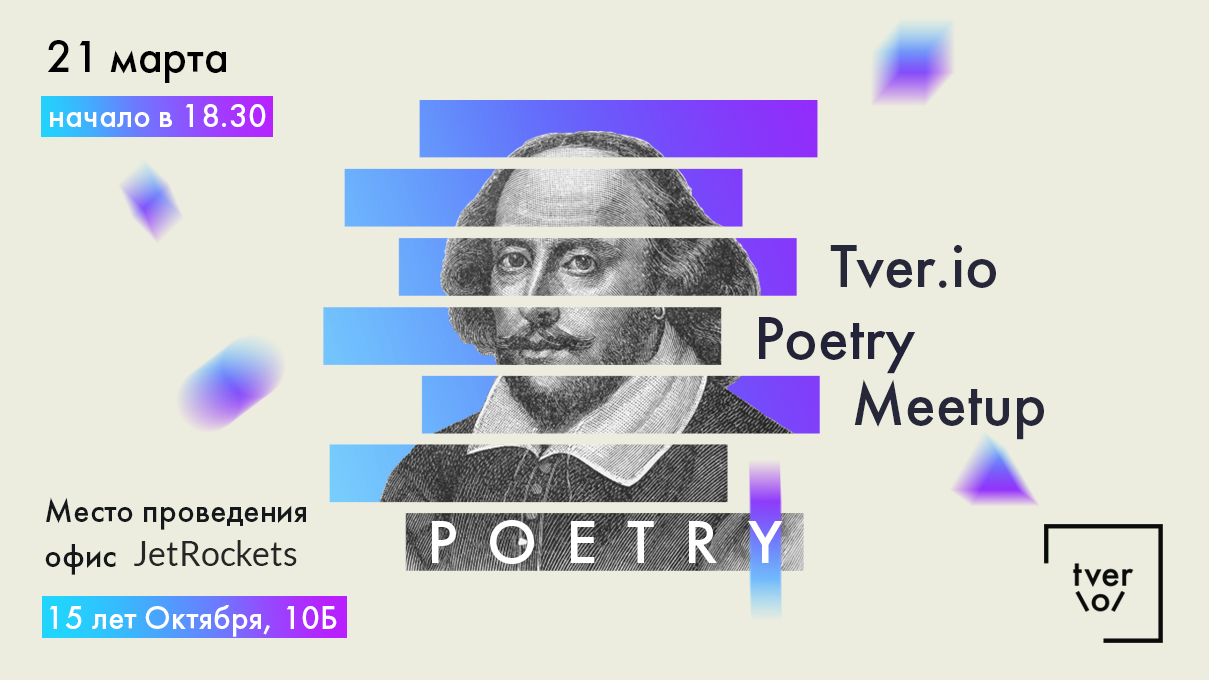 21 марта
начало в 18.30
Tver.io
Poetry
Meetup
POETRY
Место проведения
офис JetRockets
15 лет Октября, 10Б
tver
\o/